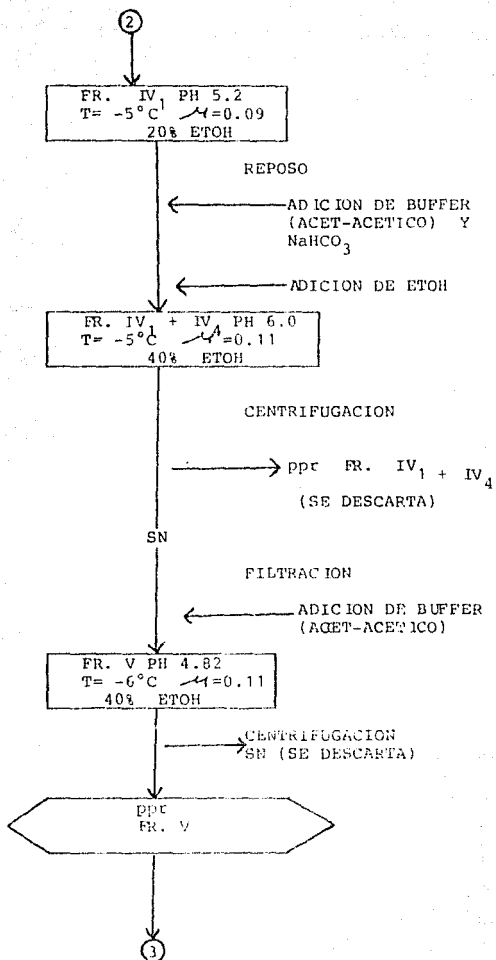 2
FR. IV₁ PH 5.2
T= -5°C μ=0.09
20% ETOH
REPOSO
ADICION DE BUFFER
(ACET-ACETICO) Y
NaHCO₃
ADICION DE ETOH
FR. IV₁ + IV₄ PH 6.0
T= -5°C μ=0.11
40% ETOH
CENTRIFUGACION
ppt FR. IV₁ + IV₄
(SE DESCARTA)
SN
FILTRACION
ADICION DE BUFFER
(ACET-ACETICO)
FR. V PH 4.82
T= -6°C μ=0.11
40% ETOH
CENTRIFUGACION
SN (SE DESCARTA)
ppt
FR. V
3